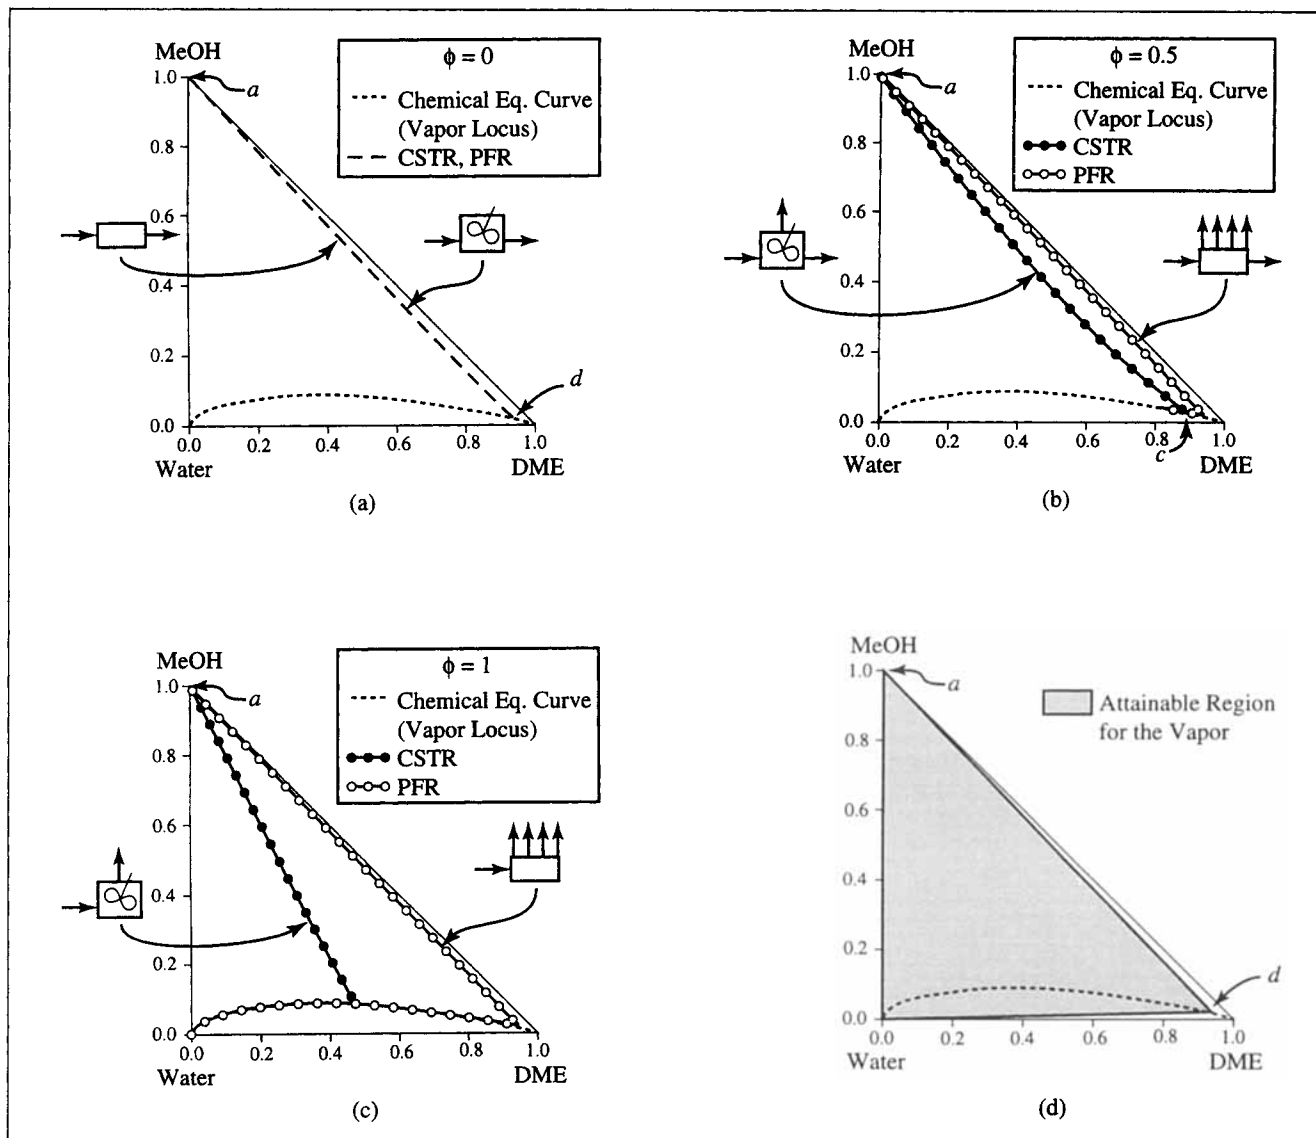 MeOH
ϕ = 0
Chemical Eq. Curve
(Vapor Locus)
CSTR, PFR
a
d
1.0
0.8
0.6
0.4
0.2
0.0
0.0 0.2 0.4 0.6 0.8 1.0
Water DME
(a)
MeOH
ϕ = 0.5
Chemical Eq. Curve
(Vapor Locus)
CSTR
PFR
a
c
1.0
0.8
0.6
0.4
0.2
0.0
0.0 0.2 0.4 0.6 0.8 1.0
Water DME
(b)
MeOH
ϕ = 1
Chemical Eq. Curve
(Vapor Locus)
CSTR
PFR
a
1.0
0.8
0.6
0.4
0.2
0.0
0.0 0.2 0.4 0.6 0.8 1.0
Water DME
(c)
MeOH
Attainable Region
for the Vapor
a
d
1.0
0.8
0.6
0.4
0.2
0.0
0.0 0.2 0.4 0.6 0.8 1.0
Water DME
(d)